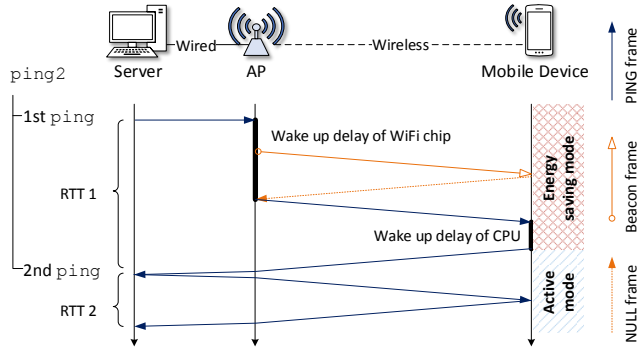 Wired
Wireless
Server
AP
Mobile Device
ping2
1st ping
Wake up delay of WiFi chip
RTT 1
Wake up delay of CPU
2nd ping
RTT 2
Energy
saving mode
Active
mode
PING frame
Beacon frame
NULL frame